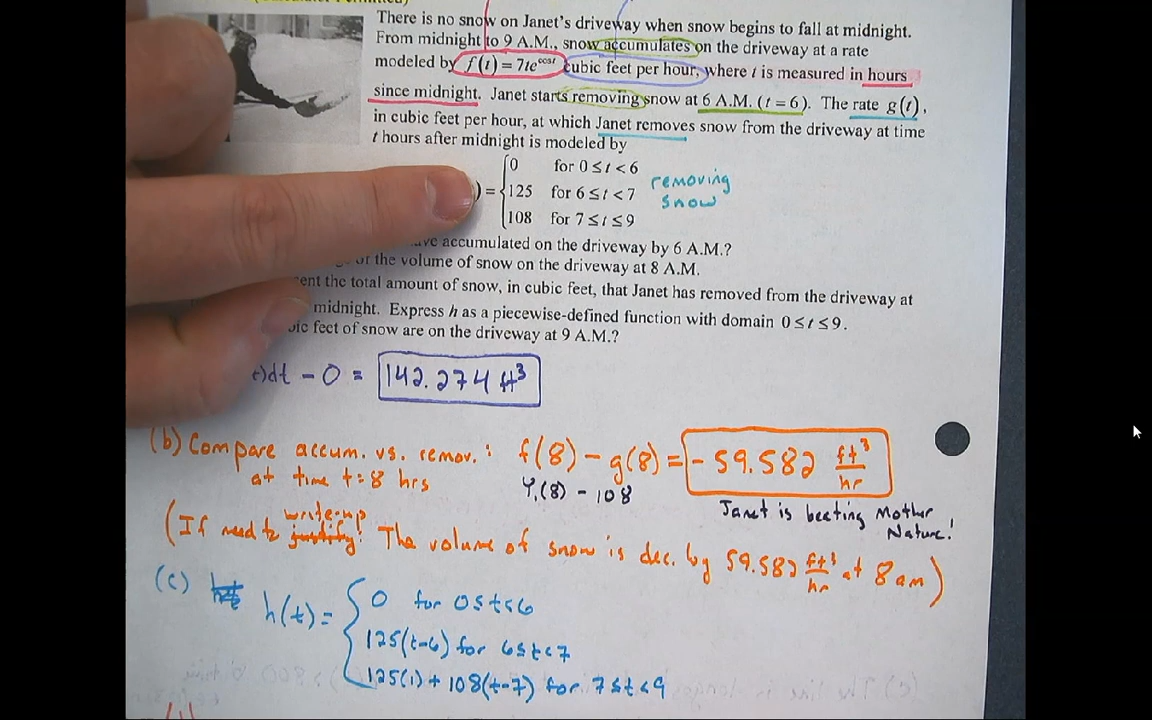 There is no snow on Janet's driveway when snow begins to fall at midnight.
From midnight to 9 A.M., snow accumulates on the driveway at a rate
modeled by f(t) = 7te^cos t cubic feet per hour, where t is measured in hours
since midnight. Janet starts removing snow at 6 A.M. (t = 6). The rate g(t),
in cubic feet per hour, at which Janet removes snow from the driveway at time
t hours after midnight is modeled by
) = { 0 for 0 ≤ t < 6
125 for 6 ≤ t < 7
108 for 7 ≤ t ≤ 9
removing
snow
accumulated on the driveway by 6 A.M.?
the volume of snow on the driveway at 8 A.M.
the total amount of snow, in cubic feet, that Janet has removed from the driveway at
midnight. Express h as a piecewise-defined function with domain 0 ≤ t ≤ 9.
feet of snow are on the driveway at 9 A.M.?
t)dt - 0 = 142.274 ft³
(b) Compare accum. vs. remov.: f(8) - g(8) = -59.582 ft³/hr
at time t=8 hrs
Y₁(8) - 108
Janet is beating Mother
Nature!
write-up
(If need to justify! The volume of snow is dec. by 59.582 ft³/hr at 8am)
(c) h(t) = { 0 for 0≤t<6
125(t-6) for 6≤t<7
125(1) + 108(t-7) for 7≤t≤9